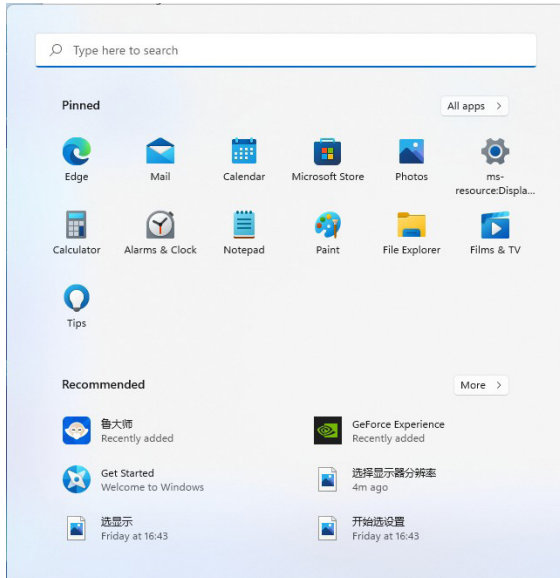 Type here to search
Pinned
All apps >
Edge
Mail
Calendar
Microsoft Store
Photos
ms-
resource:Displa...
Calculator
Alarms & Clock
Notepad
Paint
File Explorer
Films & TV
Tips
Recommended
More >
鲁大师
Recently added
GeForce Experience
Recently added
Get Started
Welcome to Windows
选择显示器分辨率
4m ago
选显示
Friday at 16:43
开始选设置
Friday at 16:43